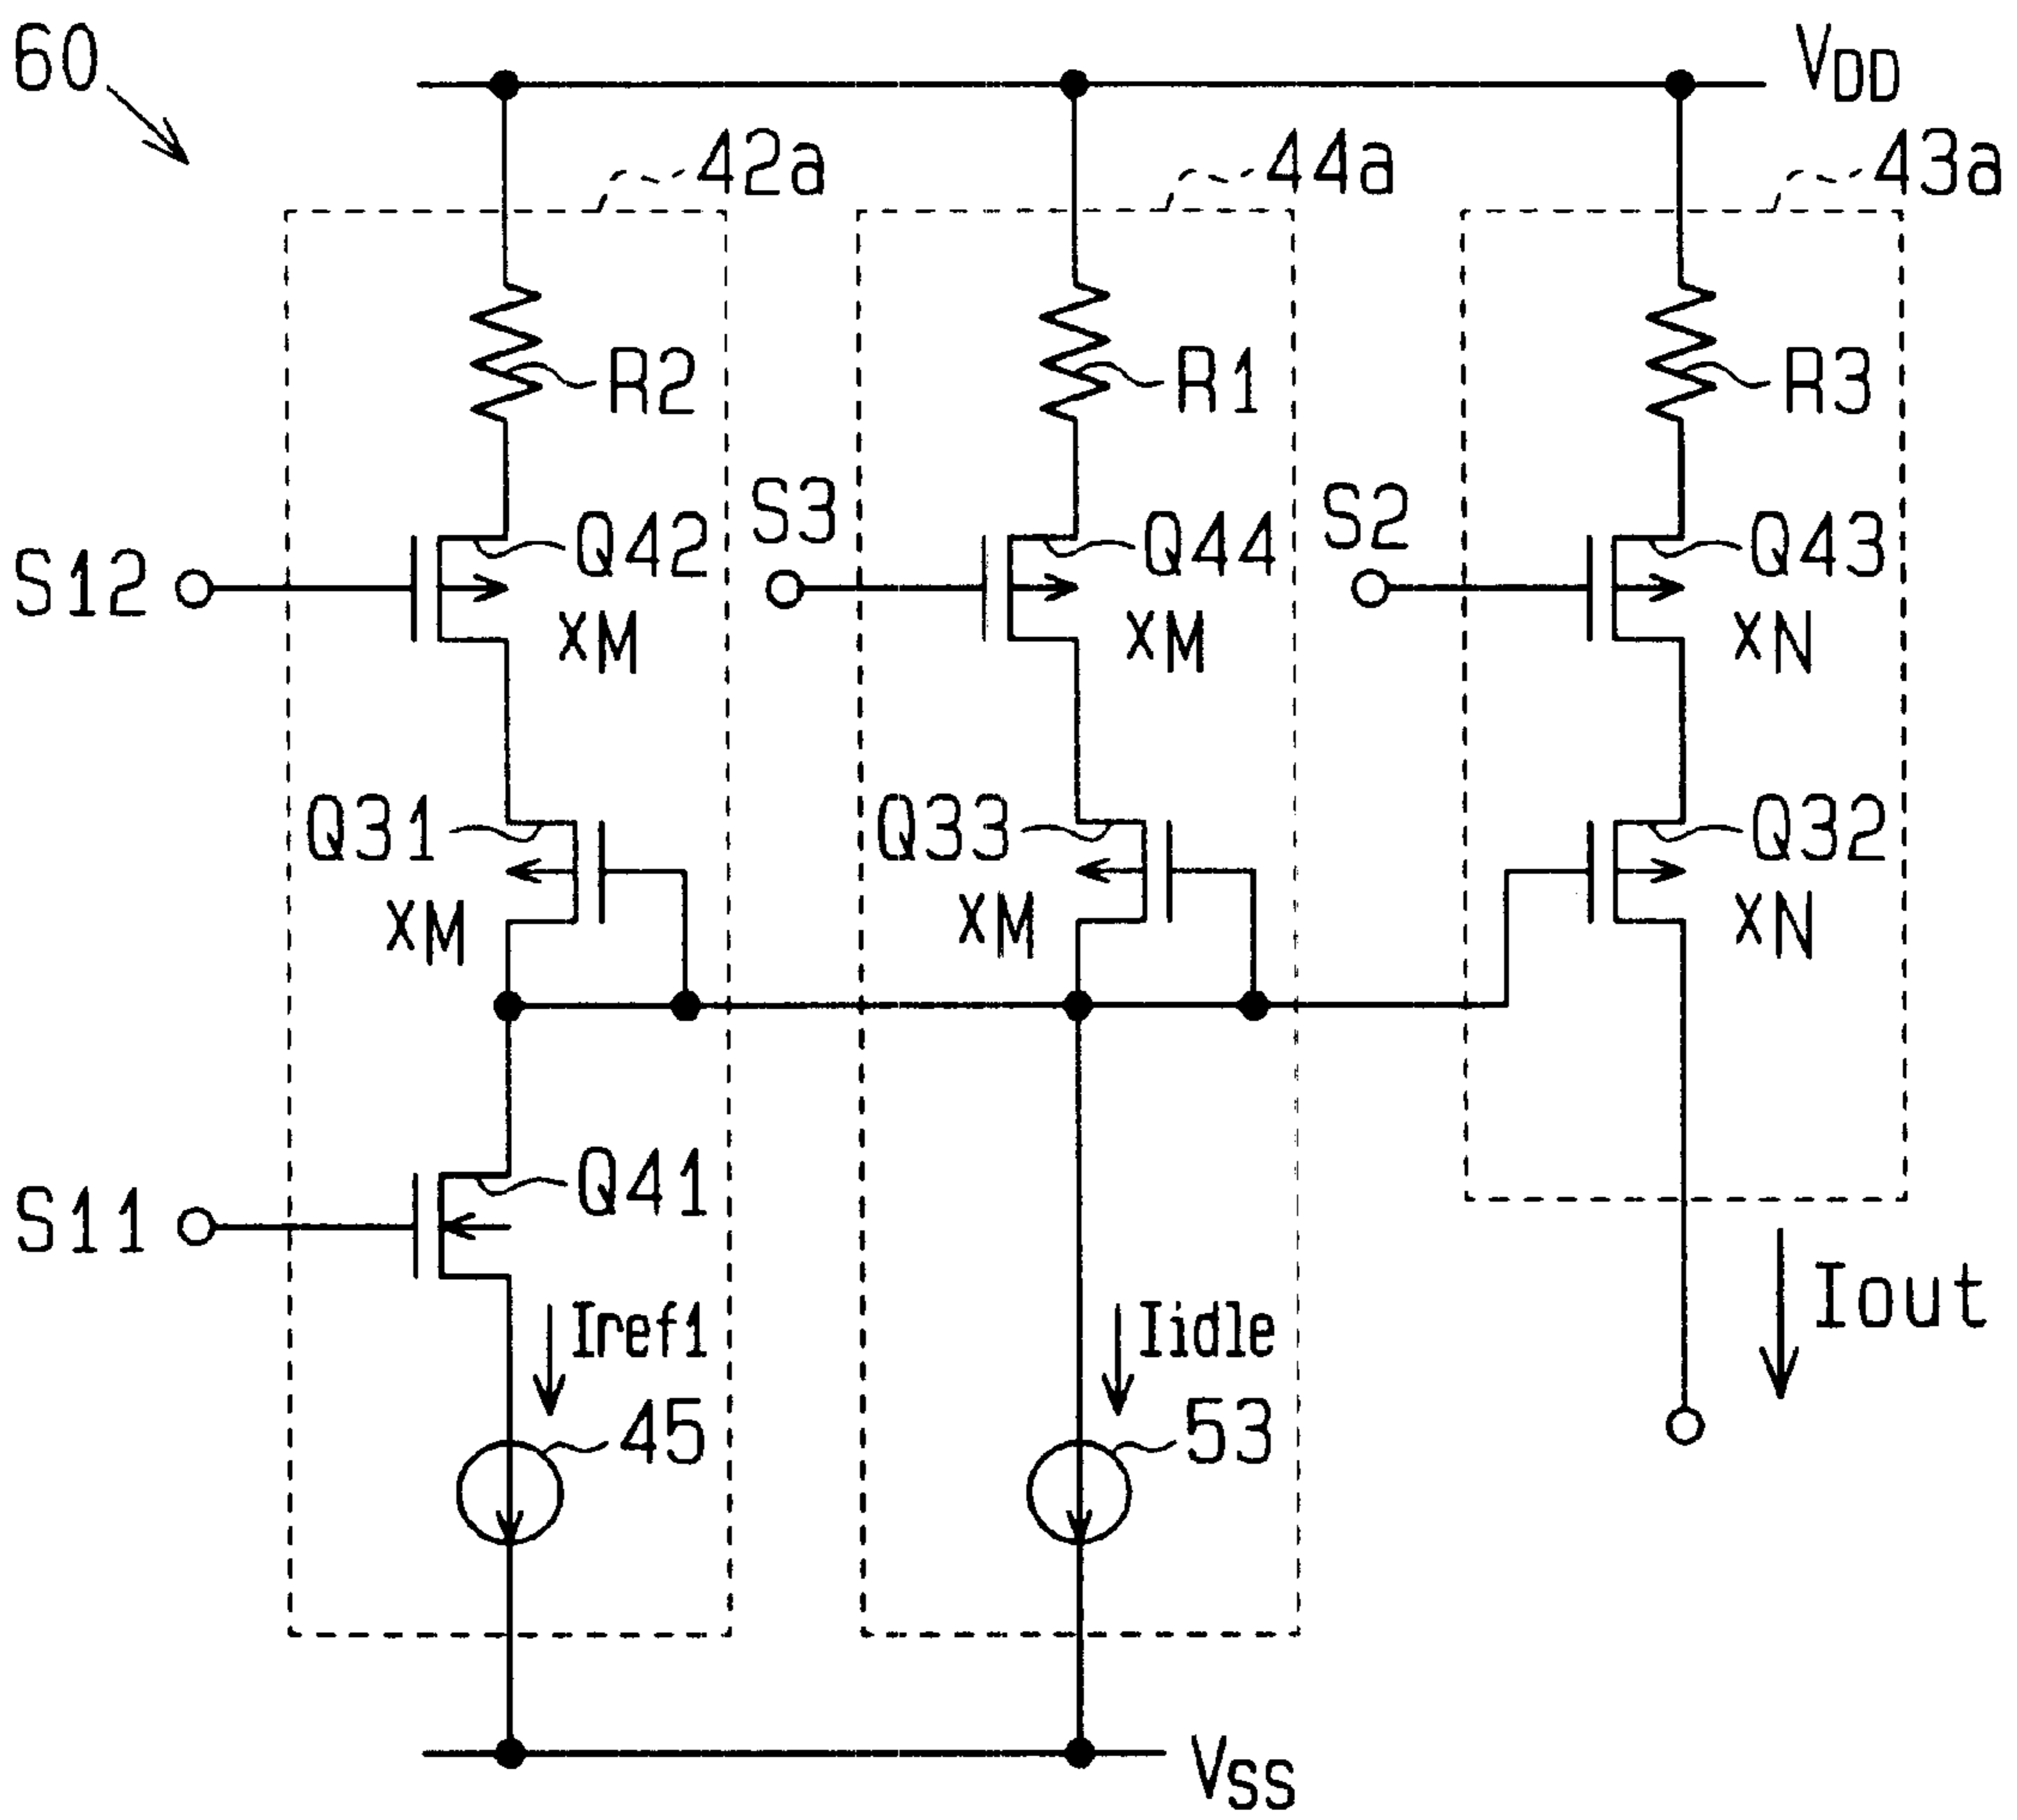 60
VDD
42a
44a
43a
R2
R1
R3
S12
Q42
xM
S3
Q44
xM
S2
Q43
xN
Q31
xM
Q33
xM
Q32
xN
S11
Q41
Iref1
45
Iidle
53
Iout
VSS